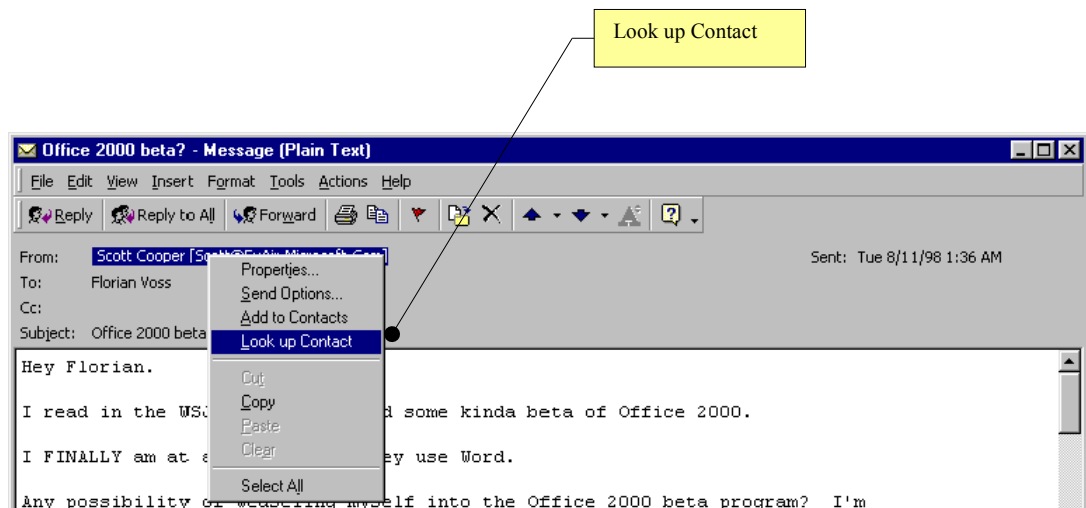 Look up Contact
Office 2000 beta? - Message (Plain Text)
File Edit View Insert Format Tools Actions Help
Reply Reply to All Forward
From: Scott Cooper [
Sent: Tue 8/11/98 1:36 AM
To: Florian Voss
Cc:
Subject: Office 2000 beta
Properties...
Send Options...
Add to Contacts
Look up Contact
Cut
Copy
Paste
Clear
Select All
Hey Florian.
I read in the WSJ some kinda beta of Office 2000.
I FINALLY am at a ey use Word.
Any possibility of weaseling myself into the Office 2000 beta program? I'm